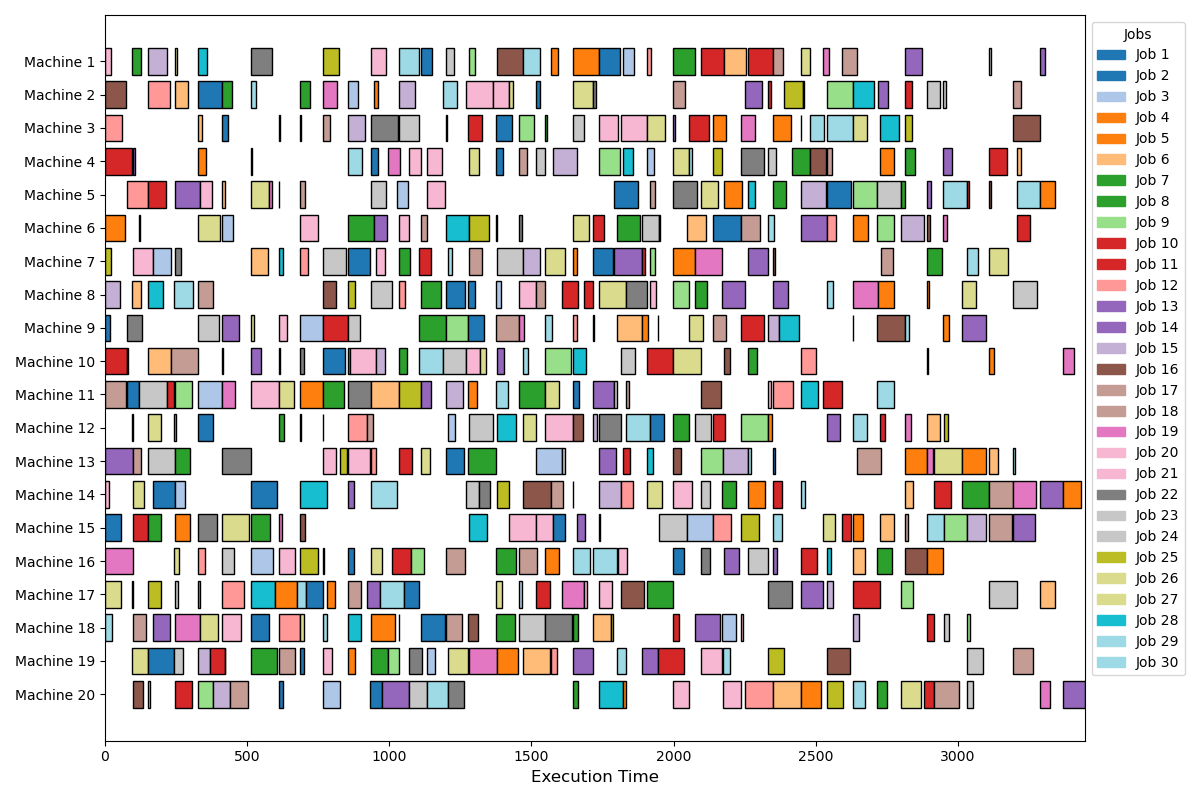 Machine 1
Machine 2
Machine 3
Machine 4
Machine 5
Machine 6
Machine 7
Machine 8
Machine 9
Machine 10
Machine 11
Machine 12
Machine 13
Machine 14
Machine 15
Machine 16
Machine 17
Machine 18
Machine 19
Machine 20
0 500 1000 1500 2000 2500 3000
Execution Time
Jobs
Job 1
Job 2
Job 3
Job 4
Job 5
Job 6
Job 7
Job 8
Job 9
Job 10
Job 11
Job 12
Job 13
Job 14
Job 15
Job 16
Job 17
Job 18
Job 19
Job 20
Job 21
Job 22
Job 23
Job 24
Job 25
Job 26
Job 27
Job 28
Job 29
Job 30